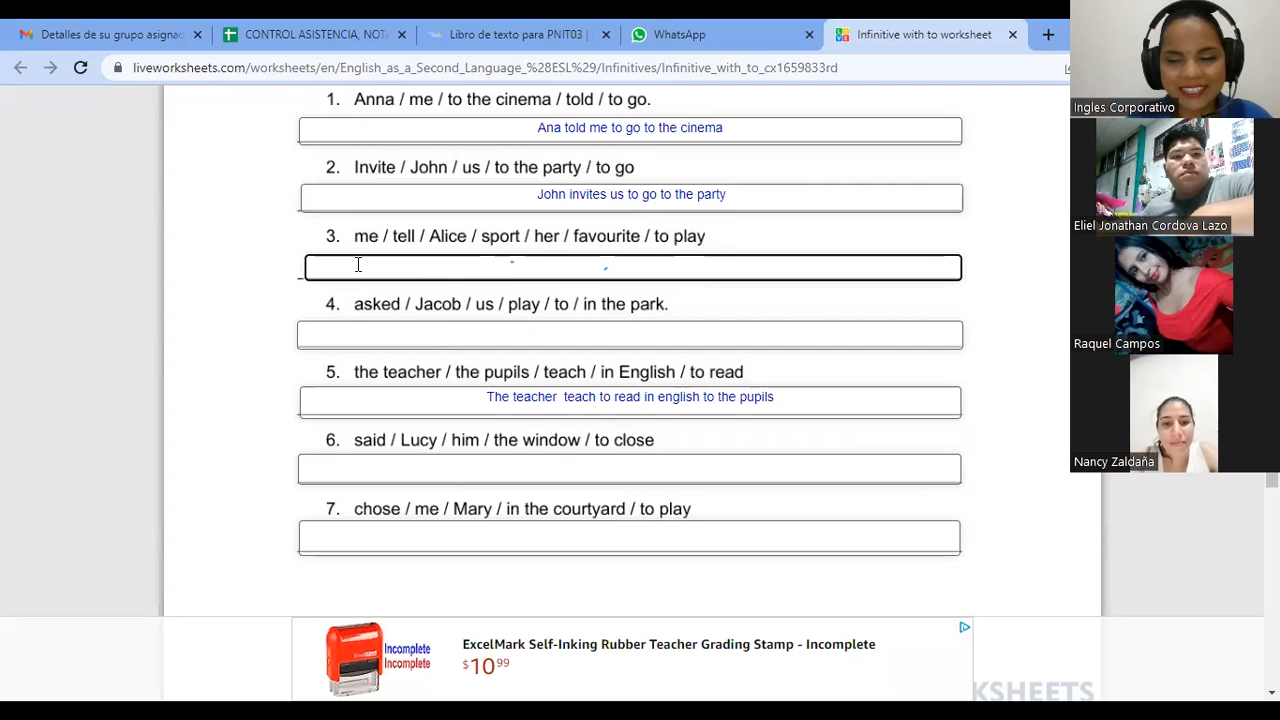 Detalles de su grupo asignad
CONTROL ASISTENCIA, NOTA
Libro de texto para PNIT03 |
WhatsApp
Infinitive with to worksheet
liveworksheets.com/worksheets/en/English_as_a_Second_Language_%28ESL%29/Infinitives/Infinitive_with_to_cx1659833rd
1. Anna / me / to the cinema / told / to go.
Ana told me to go to the cinema
2. Invite / John / us / to the party / to go
John invites us to go to the party
3. me / tell / Alice / sport / her / favourite / to play
4. asked / Jacob / us / play / to / in the park.
5. the teacher / the pupils / teach / in English / to read
The teacher teach to read in english to the pupils
6. said / Lucy / him / the window / to close
7. chose / me / Mary / in the courtyard / to play
Incomplete
Incomplete
ExcelMark Self-Inking Rubber Teacher Grading Stamp - Incomplete
$10 99
KSHEETS
Ingles Corporativo
Eliel Jonathan Cordova Lazo
Raquel Campos
Nancy Zaldaña